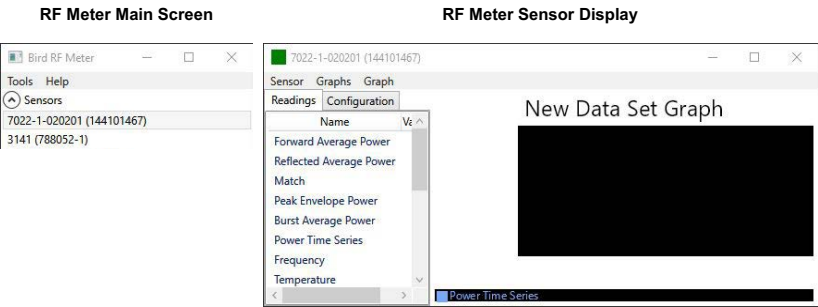 RF Meter Main Screen
RF Meter Sensor Display
Bird RF Meter
Tools Help
Sensors
7022-1-020201 (144101467)
3141 (788052-1)
7022-1-020201 (144101467)
Sensor Graphs Graph
Readings Configuration
Name
Forward Average Power
Reflected Average Power
Match
Peak Envelope Power
Burst Average Power
Power Time Series
Frequency
Temperature
New Data Set Graph
Power Time Series